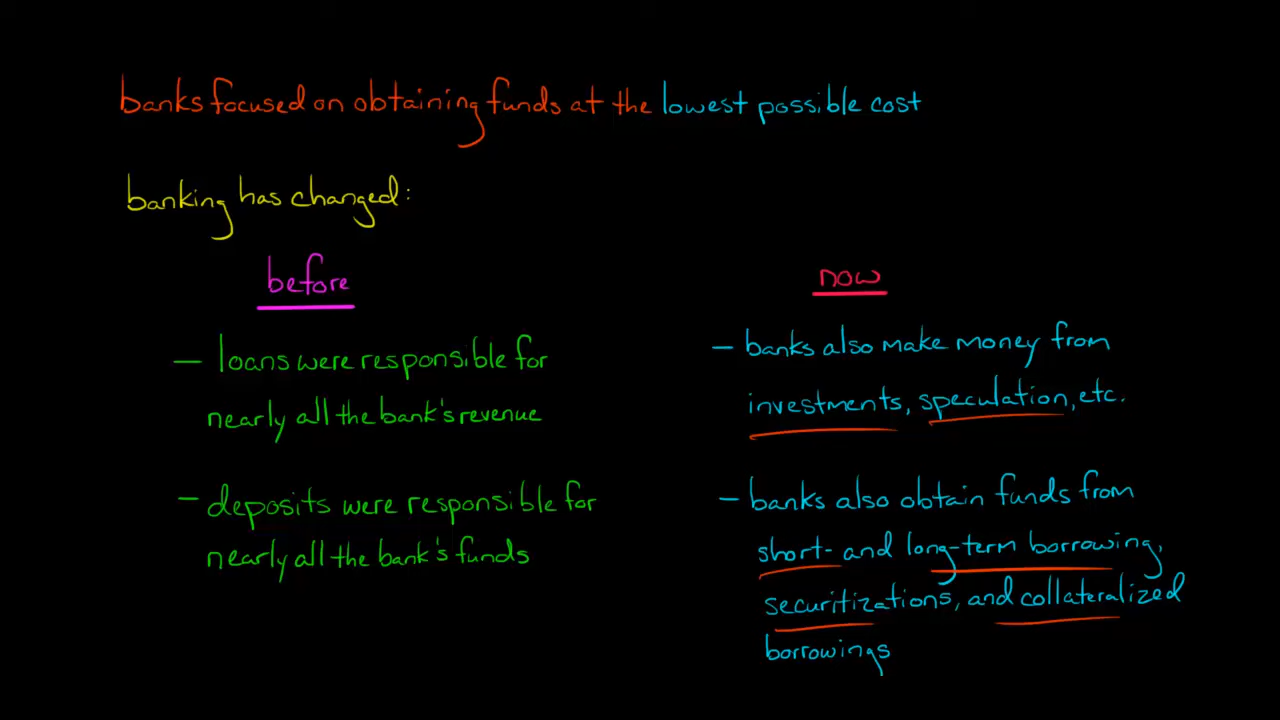 banks focused on obtaining funds at the lowest possible cost
banking has changed:
before
— loans were responsible for
nearly all the bank's revenue
— deposits were responsible for
nearly all the bank's funds
now
— banks also make money from
investments, speculation, etc.
— banks also obtain funds from
short- and long-term borrowing,
securitizations, and collateralized
borrowings